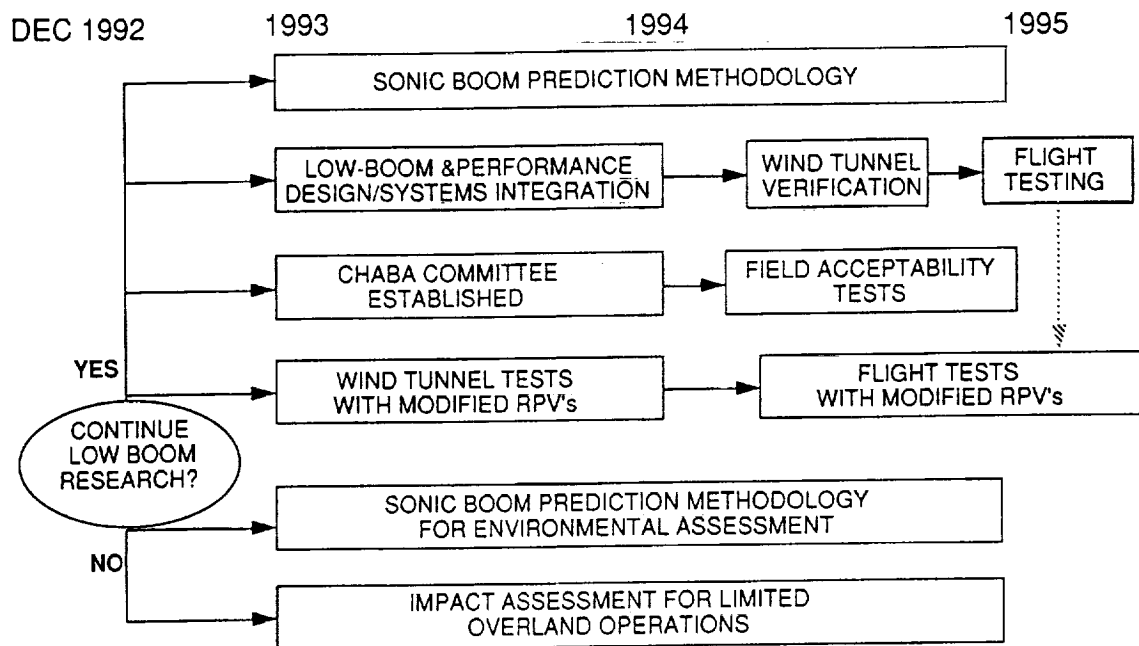 DEC 1992
1993
1994
1995
SONIC BOOM PREDICTION METHODOLOGY
LOW-BOOM &PERFORMANCE
DESIGN/SYSTEMS INTEGRATION
WIND TUNNEL
VERIFICATION
FLIGHT
TESTING
CHABA COMMITTEE
ESTABLISHED
FIELD ACCEPTABILITY
TESTS
YES
WIND TUNNEL TESTS
WITH MODIFIED RPV's
FLIGHT TESTS
WITH MODIFIED RPV's
CONTINUE
LOW BOOM
RESEARCH?
SONIC BOOM PREDICTION METHODOLOGY
FOR ENVIRONMENTAL ASSESSMENT
NO
IMPACT ASSESSMENT FOR LIMITED
OVERLAND OPERATIONS